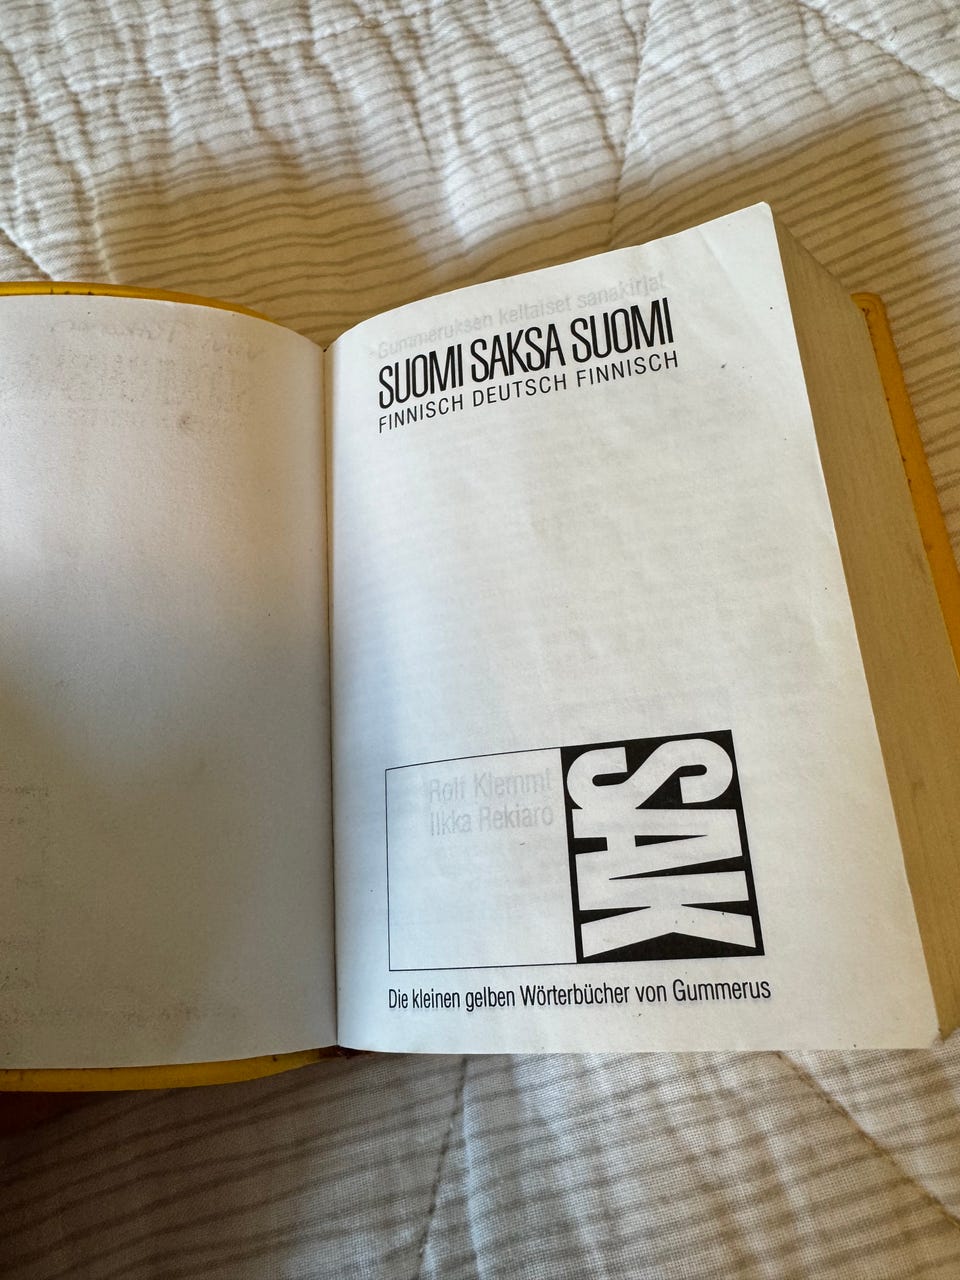 Gummeruksen keltaiset sanakirjat
SUOMI SAKSA SUOMI
FINNISCH DEUTSCH FINNISCH
Rolf Klemmt
Ilkka Rekiaro
SAK
Die kleinen gelben Wörterbücher von Gummerus